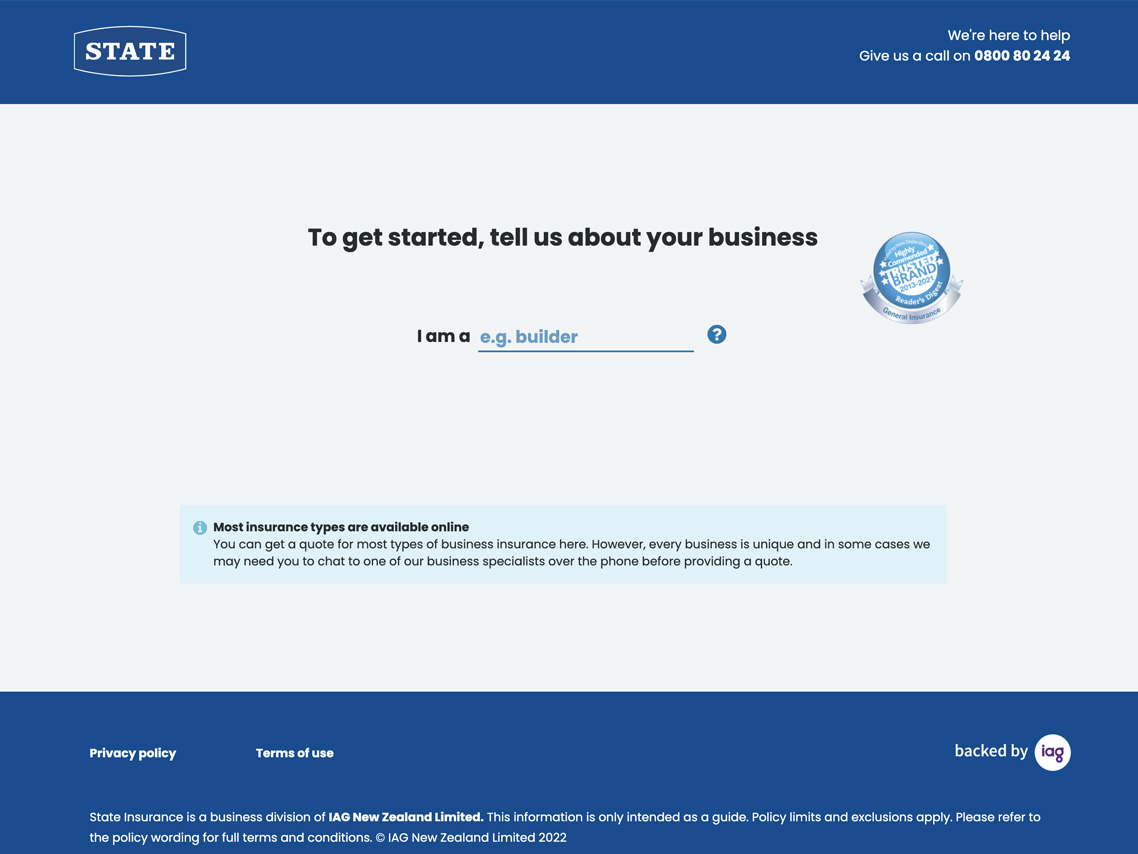 STATE
We're here to help
Give us a call on 0800 80 24 24
To get started, tell us about your business
Highly
Commended
TRUSTED
BRAND
2013-2021
Reader's Digest
General Insurance
I am a e.g. builder
?
Most insurance types are available online
You can get a quote for most types of business insurance here. However, every business is unique and in some cases we
may need you to chat to one of our business specialists over the phone before providing a quote.
Privacy policy
Terms of use
backed by iag
State Insurance is a business division of IAG New Zealand Limited. This information is only intended as a guide. Policy limits and exclusions apply. Please refer to
the policy wording for full terms and conditions. © IAG New Zealand Limited 2022